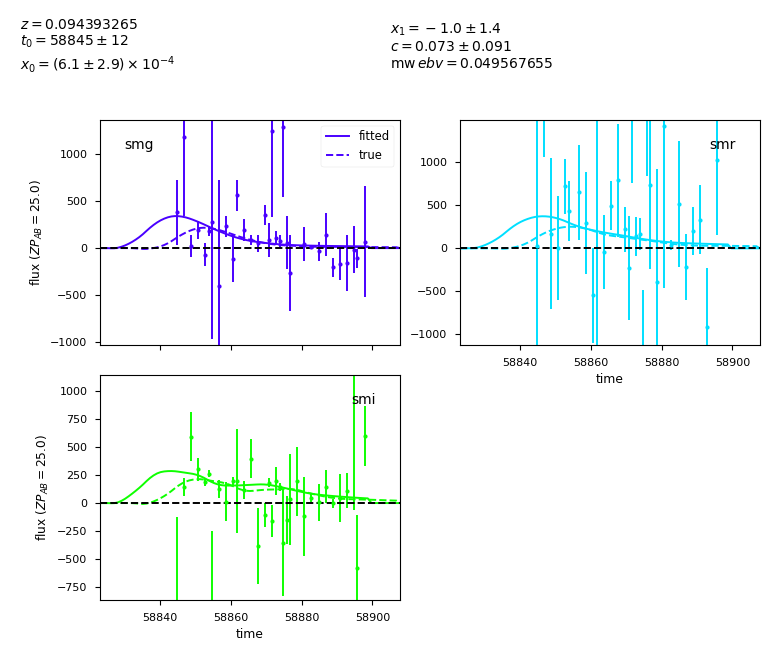 z = 0.094393265
t₀ = 58845 ± 12
x₀ = (6.1 ± 2.9) × 10⁻⁴
x₁ = −1.0 ± 1.4
c = 0.073 ± 0.091
mw ebv = 0.049567655
smg
fitted
true
1000
500
0
−500
−1000
flux (ZP_AB = 25.0)
smr
1000
500
0
−500
−1000
58840 58860 58880 58900
time
smi
1000
750
500
250
0
−250
−500
−750
flux (ZP_AB = 25.0)
58840 58860 58880 58900
time